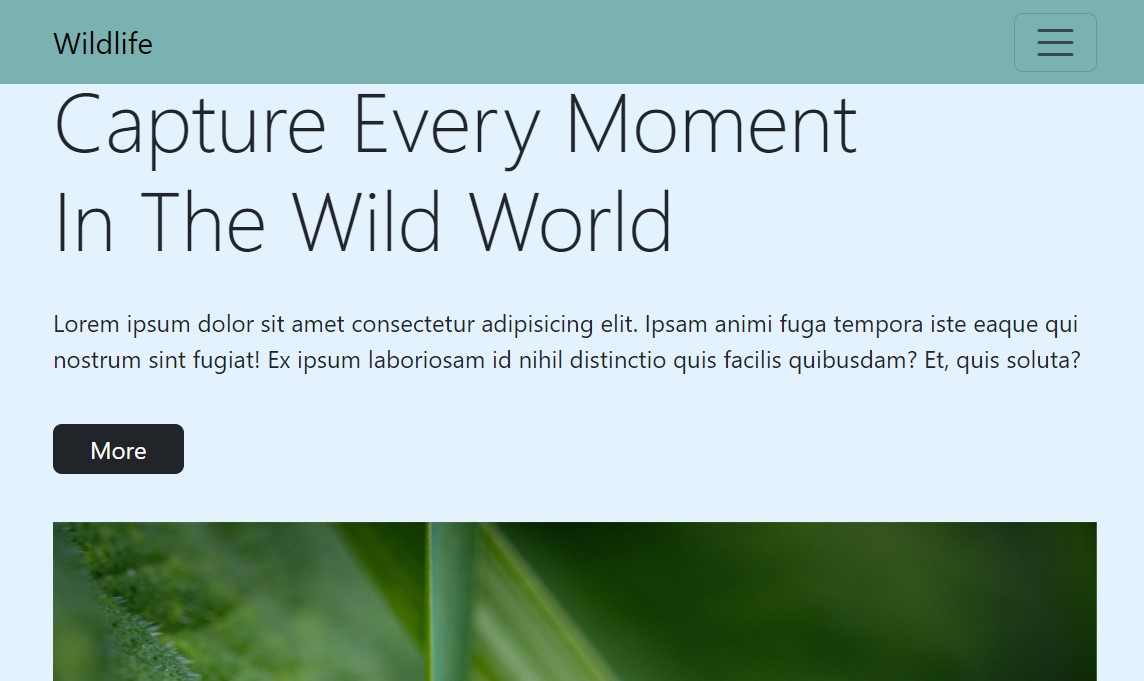 Wildlife
Capture Every Moment
In The Wild World
Lorem ipsum dolor sit amet consectetur adipisicing elit. Ipsam animi fuga tempora iste eaque qui
nostrum sint fugiat! Ex ipsum laboriosam id nihil distinctio quis facilis quibusdam? Et, quis soluta?
More